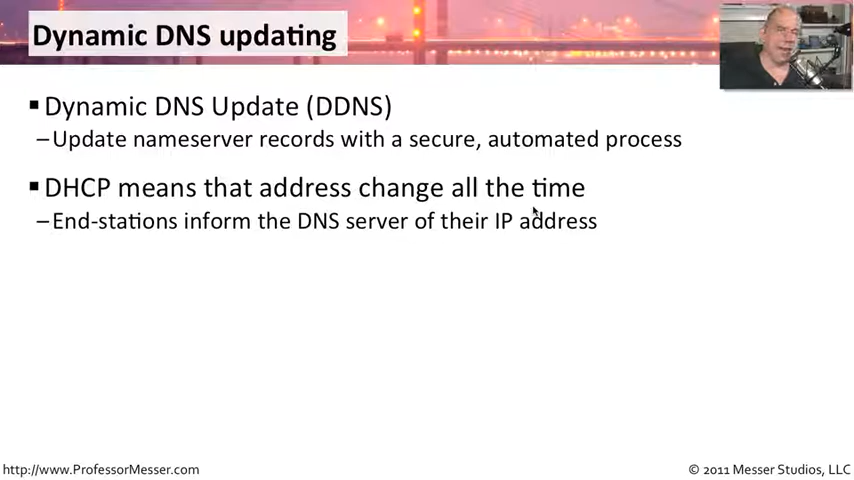 Dynamic DNS updating
▪ Dynamic DNS Update (DDNS)
–Update nameserver records with a secure, automated process
▪ DHCP means that address change all the time
–End-stations inform the DNS server of their IP address
http://www.ProfessorMesser.com
© 2011 Messer Studios, LLC